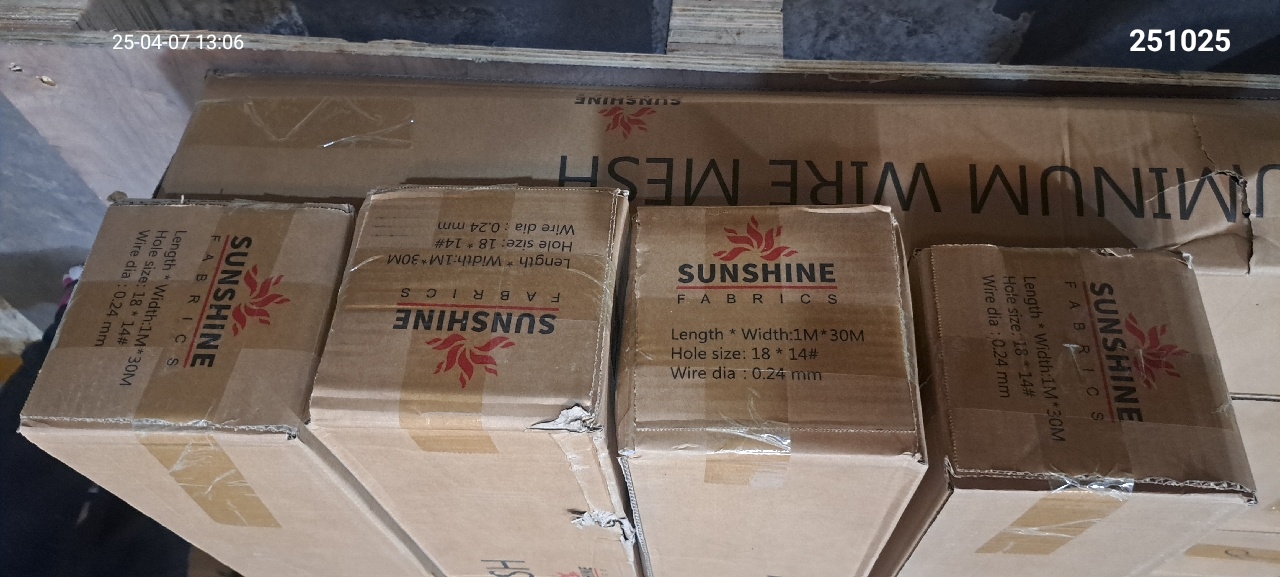 25-04-07 13:06
251025
SUNSHINE
UMINUM WIRE MESH
SUNSHINE
FABRICS
Length * Width:1M*30M
Hole size: 18 * 14#
Wire dia : 0.24 mm
SUNSHINE
FABRICS
Length * Width:1M*30M
Hole size: 18 * 14#
Wire dia : 0.24 mm
SUNSHINE
FABRICS
Length * Width:1M*30M
Hole size: 18 * 14#
Wire dia : 0.24 mm
SUNSHINE
FABRICS
Length * Width:1M*30M
Hole size: 18 * 14#
Wire dia : 0.24 mm
SH